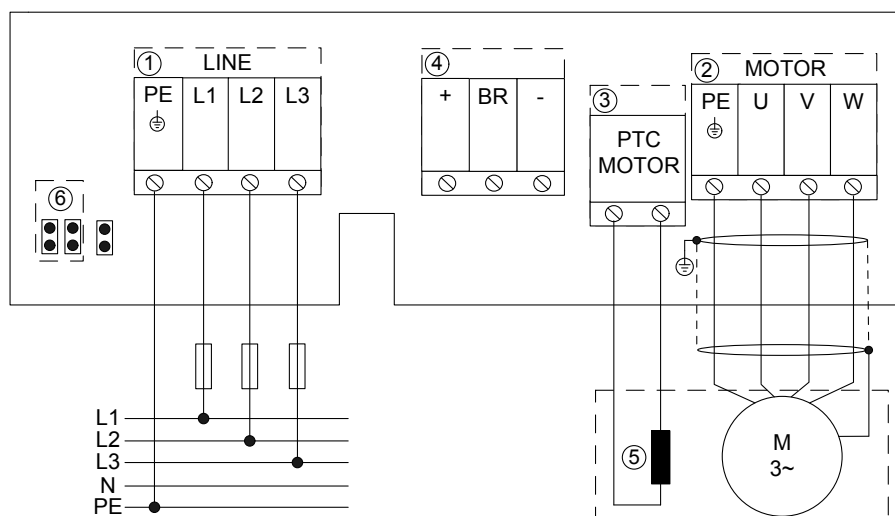 ① LINE
PE L1 L2 L3
④
+ BR -
③
PTC
MOTOR
② MOTOR
PE U V W
⑥
L1
L2
L3
N
PE
⑤
M
3~